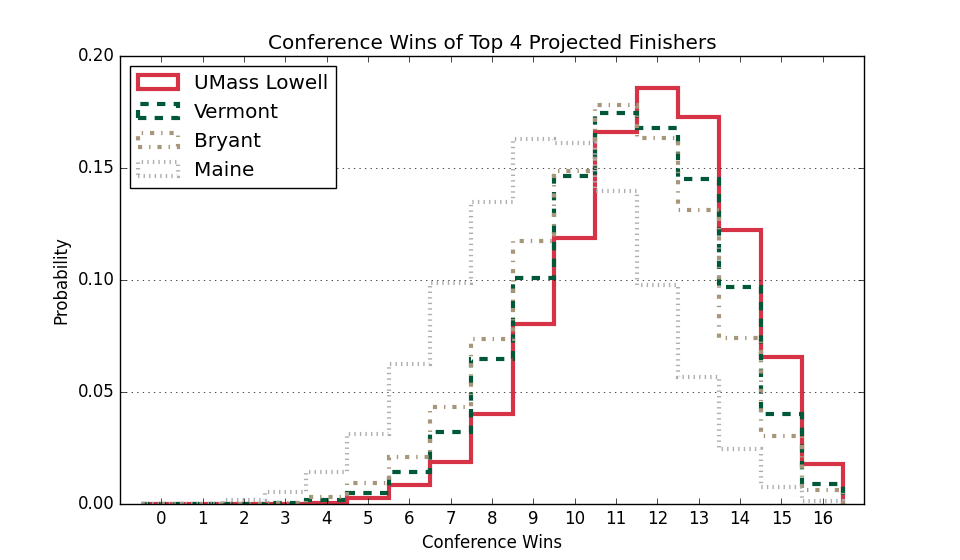 Conference Wins of Top 4 Projected Finishers
0.20
UMass Lowell
Vermont
Bryant
Maine
0.15
Probability
0.10
0.05
0.00
0 1 2 3 4 5 6 7 8 9 10 11 12 13 14 15 16
Conference Wins